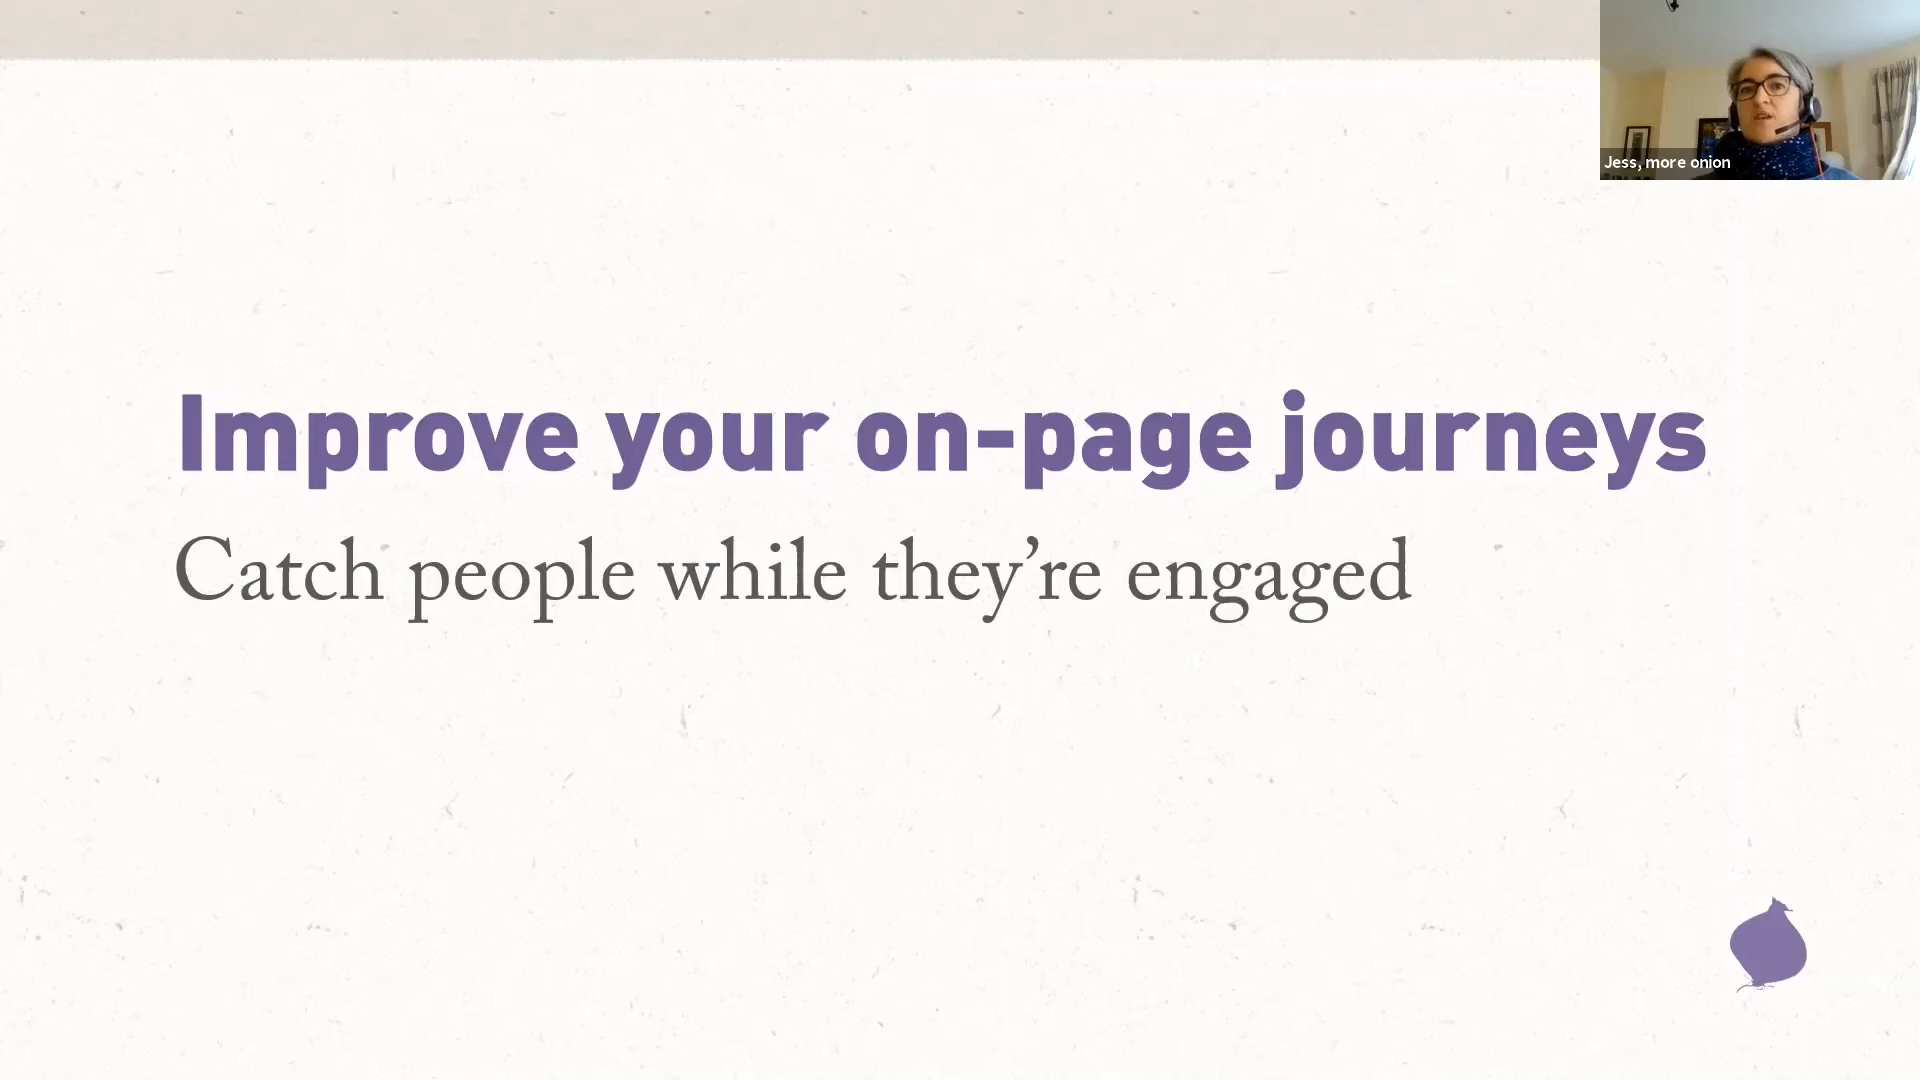 Jess, more onion
Improve your on-page journeys
Catch people while they’re engaged